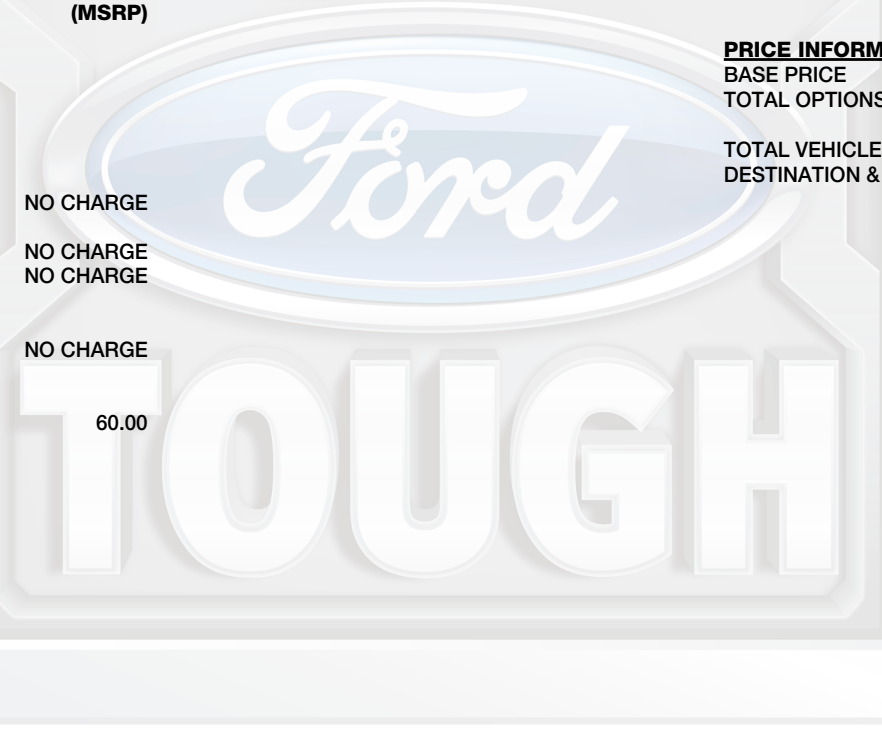 (MSRP)
NO CHARGE
NO CHARGE
NO CHARGE
NO CHARGE
60.00
PRICE INFORM
BASE PRICE
TOTAL OPTIONS
TOTAL VEHICLE
DESTINATION &
Ford
TOUGH